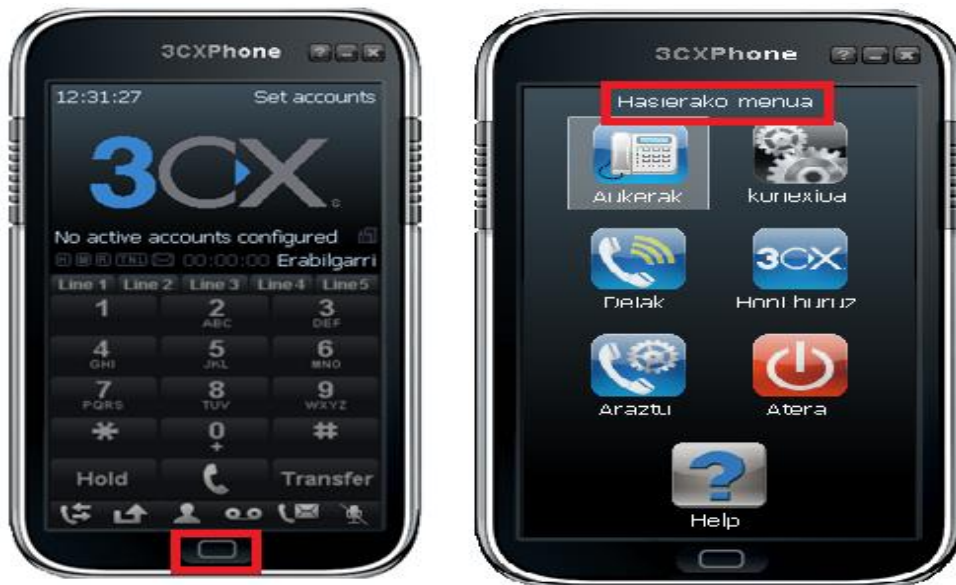 3CXPhone
12:31:27 Set accounts
3CX
No active accounts configured
00:00:00 Erabilgarri
Line 1 Line 2 Line 3 Line 4 Line 5
1 2 3
ABC DEF
4 5 6
GHI JKL MNO
7 8 9
PQRS TUV WXYZ
* 0 #
+
Hold Transfer
3CXPhone
Hasierako menua
Aukerak kunexiua
3CX
Deiak Honi buruz
Araztu Atera
?
Help